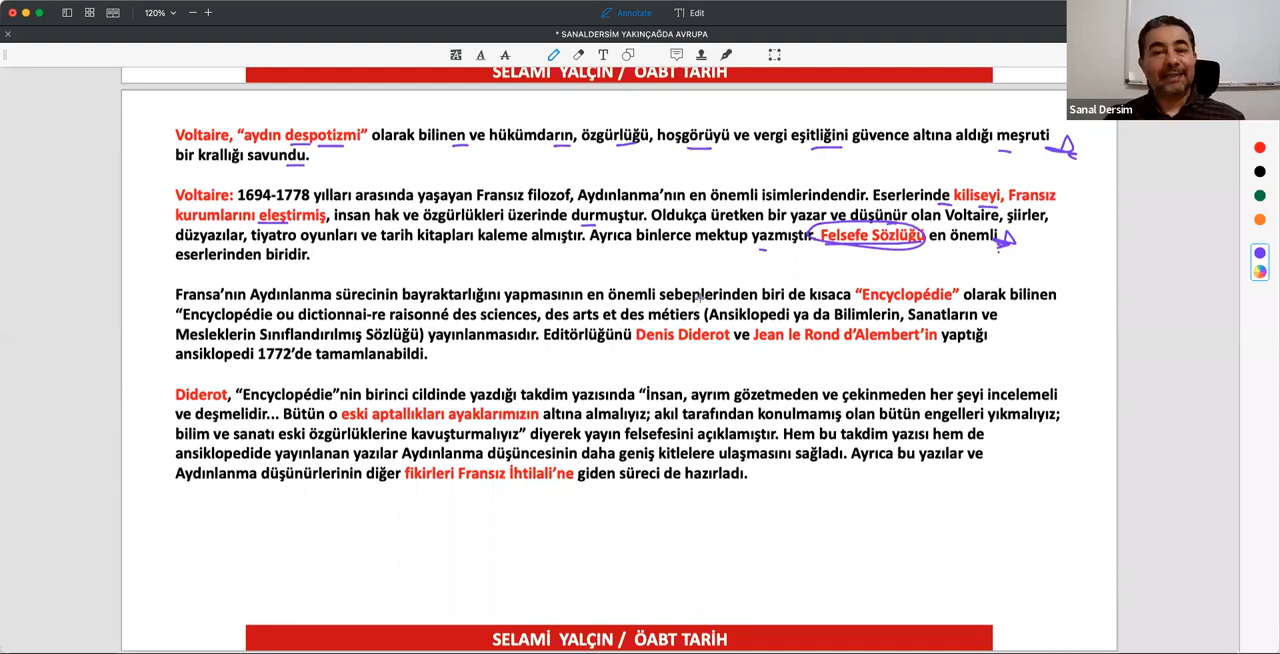 120%
Annotate
Edit
* SANALDERSİM YAKINÇAĞDA AVRUPA
Sanal Dersim
SELAMİ YALÇIN / ÖABT TARİH
Voltaire, “aydın despotizmi” olarak bilinen ve hükümdarın, özgürlüğü, hoşgörüyü ve vergi eşitliğini güvence altına aldığı meşruti
bir krallığı savundu.
Voltaire: 1694-1778 yılları arasında yaşayan Fransız filozof, Aydınlanma’nın en önemli isimlerindendir. Eserlerinde kiliseyi, Fransız
kurumlarını eleştirmiş, insan hak ve özgürlükleri üzerinde durmuştur. Oldukça üretken bir yazar ve düşünür olan Voltaire, şiirler,
düzyazılar, tiyatro oyunları ve tarih kitapları kaleme almıştır. Ayrıca binlerce mektup yazmıştır. Felsefe Sözlüğü en önemli
eserlerinden biridir.
Fransa’nın Aydınlanma sürecinin bayraktarlığını yapmasının en önemli sebeplerinden biri de kısaca “Encyclopédie” olarak bilinen
“Encyclopédie ou dictionnai-re raisonné des sciences, des arts et des métiers (Ansiklopedi ya da Bilimlerin, Sanatların ve
Mesleklerin Sınıflandırılmış Sözlüğü) yayınlanmasıdır. Editörlüğünü Denis Diderot ve Jean le Rond d’Alembert’in yaptığı
ansiklopedi 1772’de tamamlanabildi.
Diderot, “Encyclopédie”nin birinci cildinde yazdığı takdim yazısında “İnsan, ayrım gözetmeden ve çekinmeden her şeyi incelemeli
ve deşmelidir... Bütün o eski aptallıkları ayaklarımızın altına almalıyız; akıl tarafından konulmamış olan bütün engelleri yıkmalıyız;
bilim ve sanatı eski özgürlüklerine kavuşturmalıyız” diyerek yayın felsefesini açıklamıştır. Hem bu takdim yazısı hem de
ansiklopedide yayınlanan yazılar Aydınlanma düşüncesinin daha geniş kitlelere ulaşmasını sağladı. Ayrıca bu yazılar ve
Aydınlanma düşünürlerinin diğer fikirleri Fransız İhtilali’ne giden süreci de hazırladı.
SELAMİ YALÇIN / ÖABT TARİH